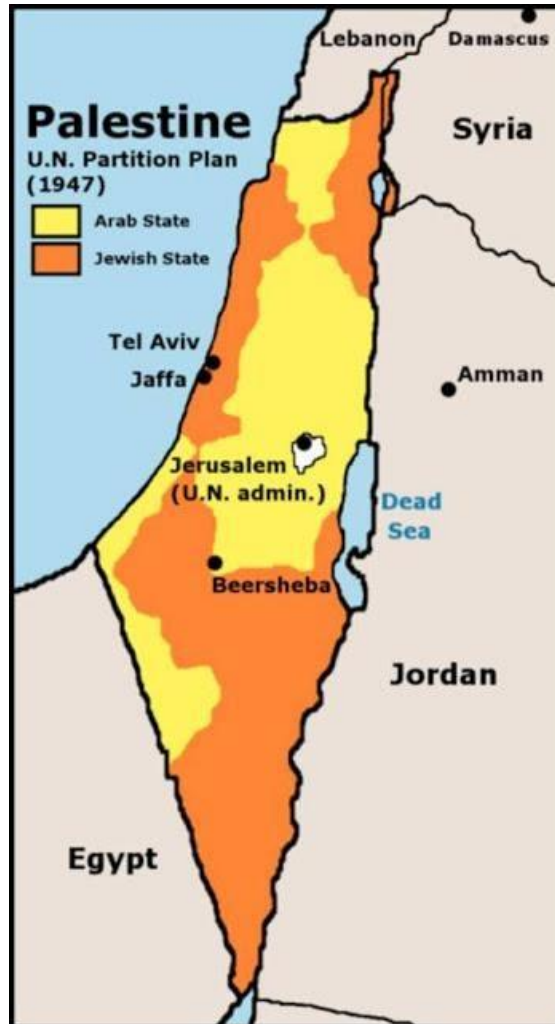 Lebanon
Damascus
Palestine
Syria
U.N. Partition Plan
(1947)
Arab State
Jewish State
Tel Aviv
Jaffa
Amman
Jerusalem
(U.N. admin.)
Dead
Sea
Beersheba
Jordan
Egypt